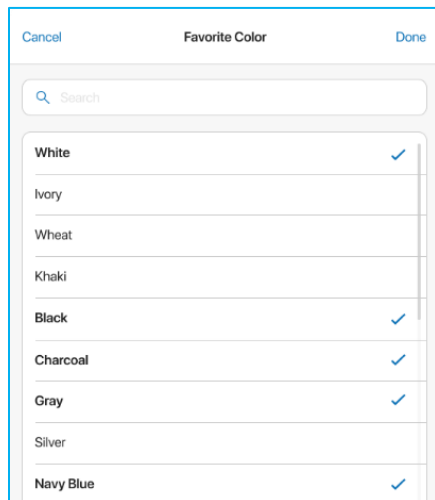 Cancel Favorite Color Done
Search
White
Ivory
Wheat
Khaki
Black
Charcoal
Gray
Silver
Navy Blue